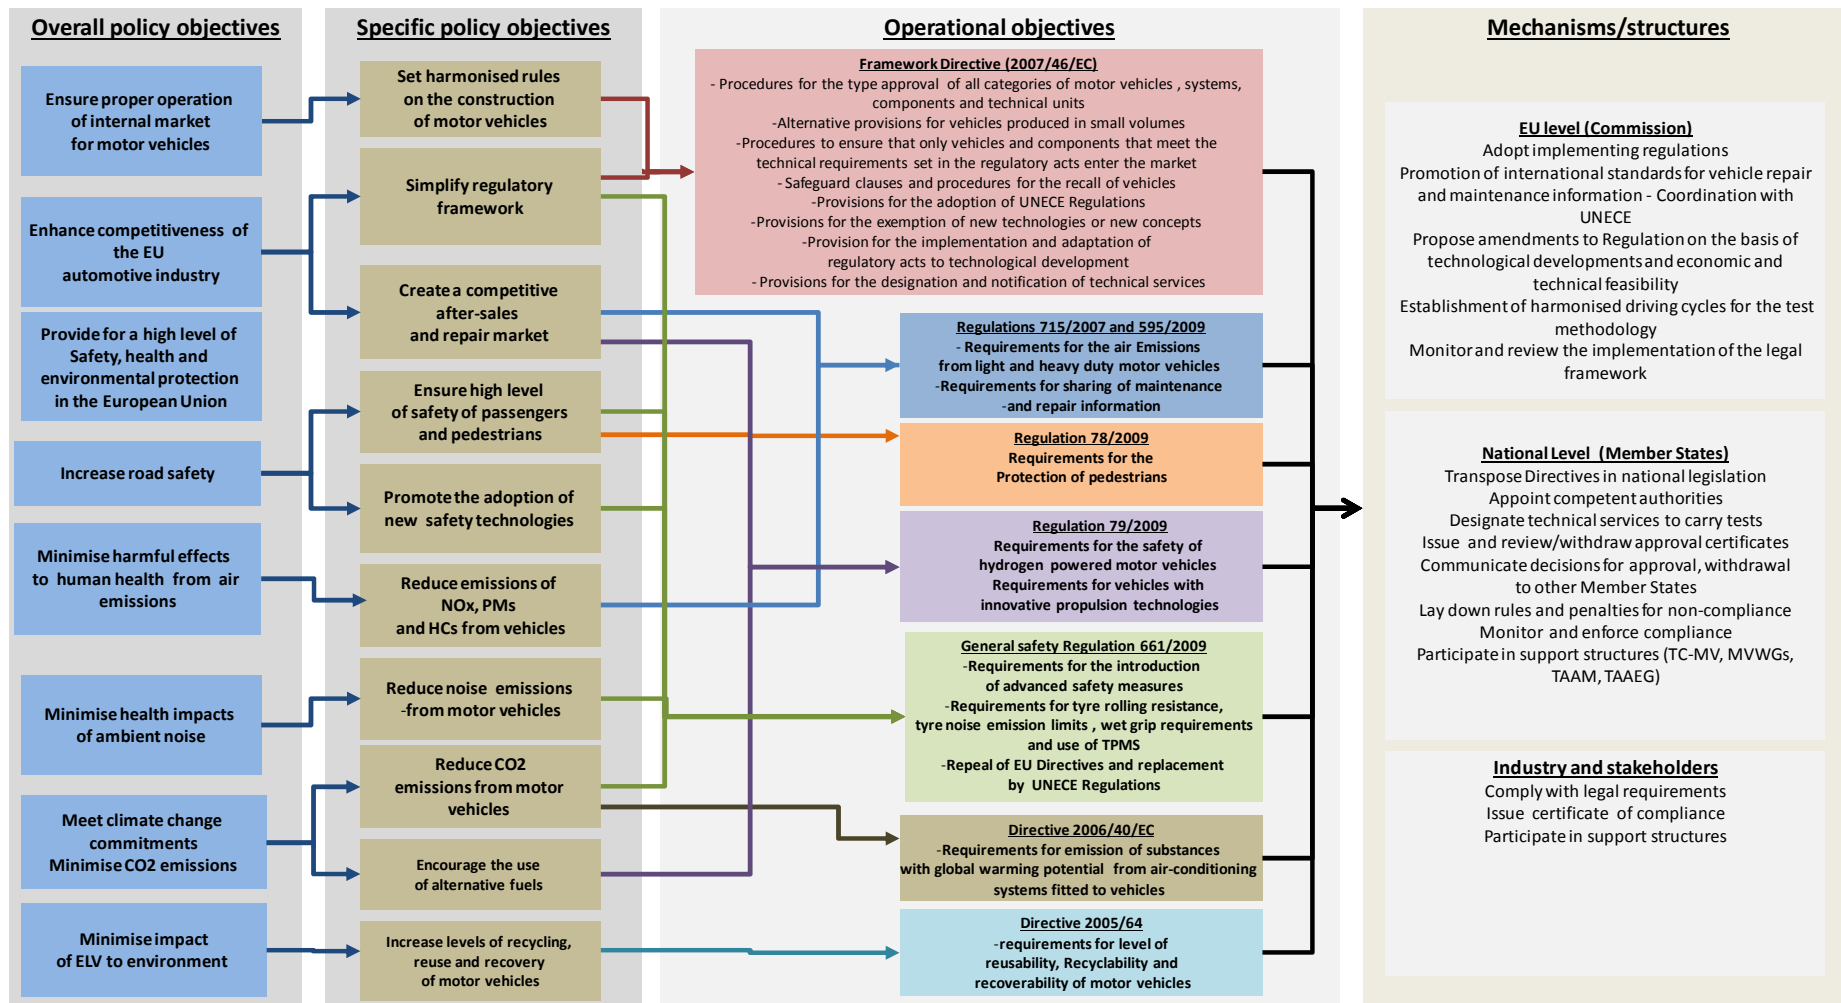 Overall policy objectives
Ensure proper operation
of internal market
for motor vehicles
Enhance competitiveness of
the EU
automotive industry
Provide for a high level of
Safety, health and
environmental protection
in the European Union
Increase road safety
Minimise harmful effects
to human health from air
emissions
Minimise health impacts
of ambient noise
Meet climate change
commitments
Minimise CO2 emissions
Minimise impact
of ELV to environment
Specific policy objectives
Set harmonised rules
on the construction
of motor vehicles
Simplify regulatory
framework
Create a competitive
after-sales
and repair market
Ensure high level
of safety of passengers
and pedestrians
Promote the adoption of
new safety technologies
Reduce emissions of
NOx, PMs
and HCs from vehicles
Reduce noise emissions
-from motor vehicles
Reduce CO2
emissions from motor
vehicles
Encourage the use
of alternative fuels
Increase levels of recycling,
reuse and recovery
of motor vehicles
Operational objectives
Framework Directive (2007/46/EC)
- Procedures for the type approval of all categories of motor vehicles , systems,
components and technical units
-Alternative provisions for vehicles produced in small volumes
-Procedures to ensure that only vehicles and components that meet the
technical requirements set in the regulatory acts enter the market
-Safeguard clauses and procedures for the recall of vehicles
-Provisions for the adoption of UNECE Regulations
-Provisions for the exemption of new technologies or new concepts
-Provision for the implementation and adaptation of
regulatory acts to technological development
- Provisions for the designation and notification of technical services
Regulations 715/2007 and 595/2009
- Requirements for the air Emissions
from light and heavy duty motor vehicles
-Requirements for sharing of maintenance
-and repair information
Regulation 78/2009
Requirements for the
Protection of pedestrians
Regulation 79/2009
Requirements for the safety of
hydrogen powered motor vehicles
Requirements for vehicles with
innovative propulsion technologies
General safety Regulation 661/2009
-Requirements for the introduction
of advanced safety measures
-Requirements for tyre rolling resistance,
tyre noise emission limits , wet grip requirements
and use of TPMS
-Repeal of EU Directives and replacement
by UNECE Regulations
Directive 2006/40/EC
-Requirements for emission of substances
with global warming potential from air-conditioning
systems fitted to vehicles
Directive 2005/64
-requirements for level of
reusability, Recyclability and
recoverability of motor vehicles
Mechanisms/structures
EU level (Commission)
Adopt implementing regulations
Promotion of international standards for vehicle repair
and maintenance information - Coordination with
UNECE
Propose amendments to Regulation on the basis of
technological developments and economic and
technical feasibility
Establishment of harmonised driving cycles for the test
methodology
Monitor and review the implementation of the legal
framework
National Level (Member States)
Transpose Directives in national legislation
Appoint competent authorities
Designate technical services to carry tests
Issue and review/withdraw approval certificates
Communicate decisions for approval, withdrawal
to other Member States
Lay down rules and penalties for non-compliance
Monitor and enforce compliance
Participate in support structures (TC-MV, MVWGs,
TAAM, TAAEG)
Industry and stakeholders
Comply with legal requirements
Issue certificate of compliance
Participate in support structures